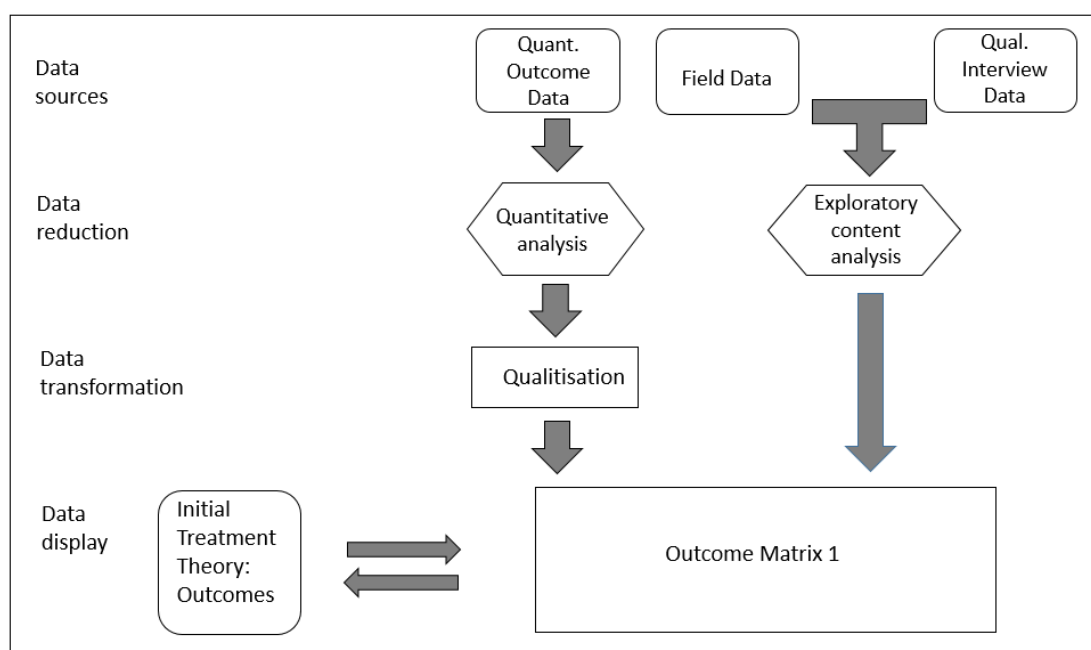 Data
sources
Quant.
Outcome
Data
Field Data
Qual.
Interview
Data
Data
reduction
Quantitative
analysis
Exploratory
content
analysis
Data
transformation
Qualitisation
Data
display
Initial
Treatment
Theory:
Outcomes
Outcome Matrix 1